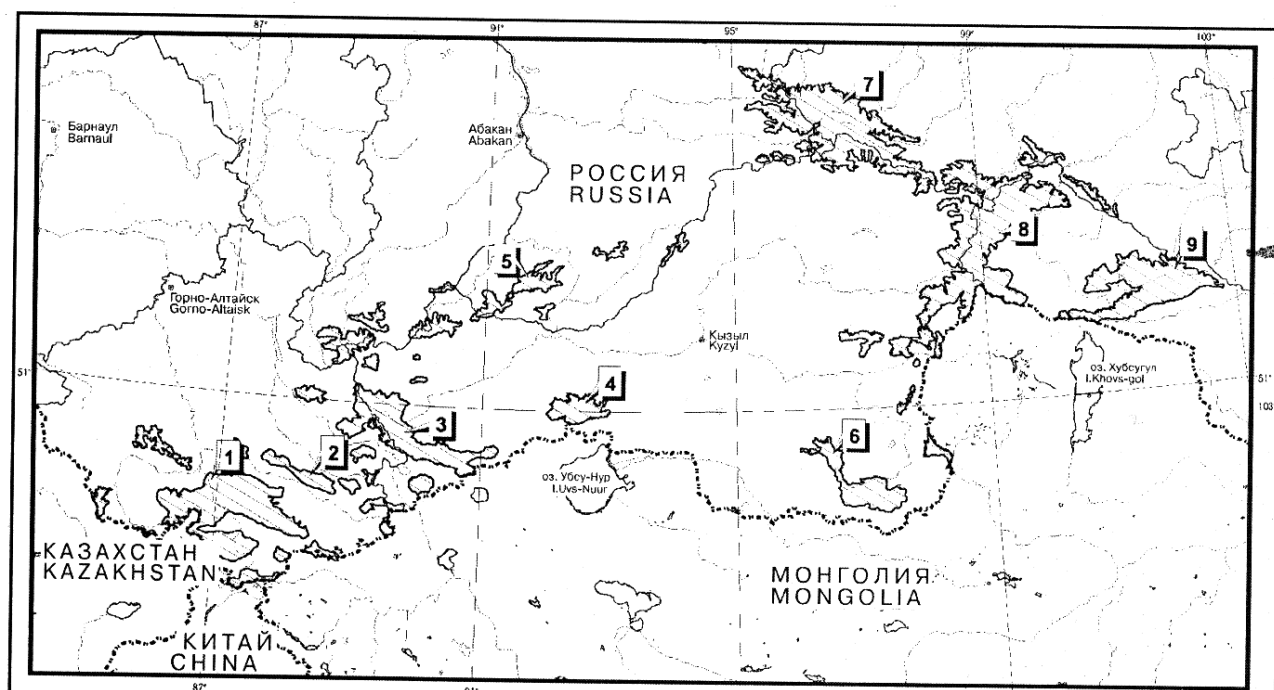 87°
91°
95°
99°
103°
7
Барнаул
Barnaul
Абакан
Abakan
РОССИЯ
RUSSIA
8
9
5
Горно-Алтайск
Gorno-Altaisk
Кызыл
Kyzyl
оз. Хубсугул
l.Khovs-gol
51°
51°
103
4
3
2
1
6
оз. Убсу-Нур
l.Uvs-Nuur
КАЗАХСТАН
KAZAKHSTAN
МОНГОЛИЯ
MONGOLIA
КИТАЙ
CHINA
87°